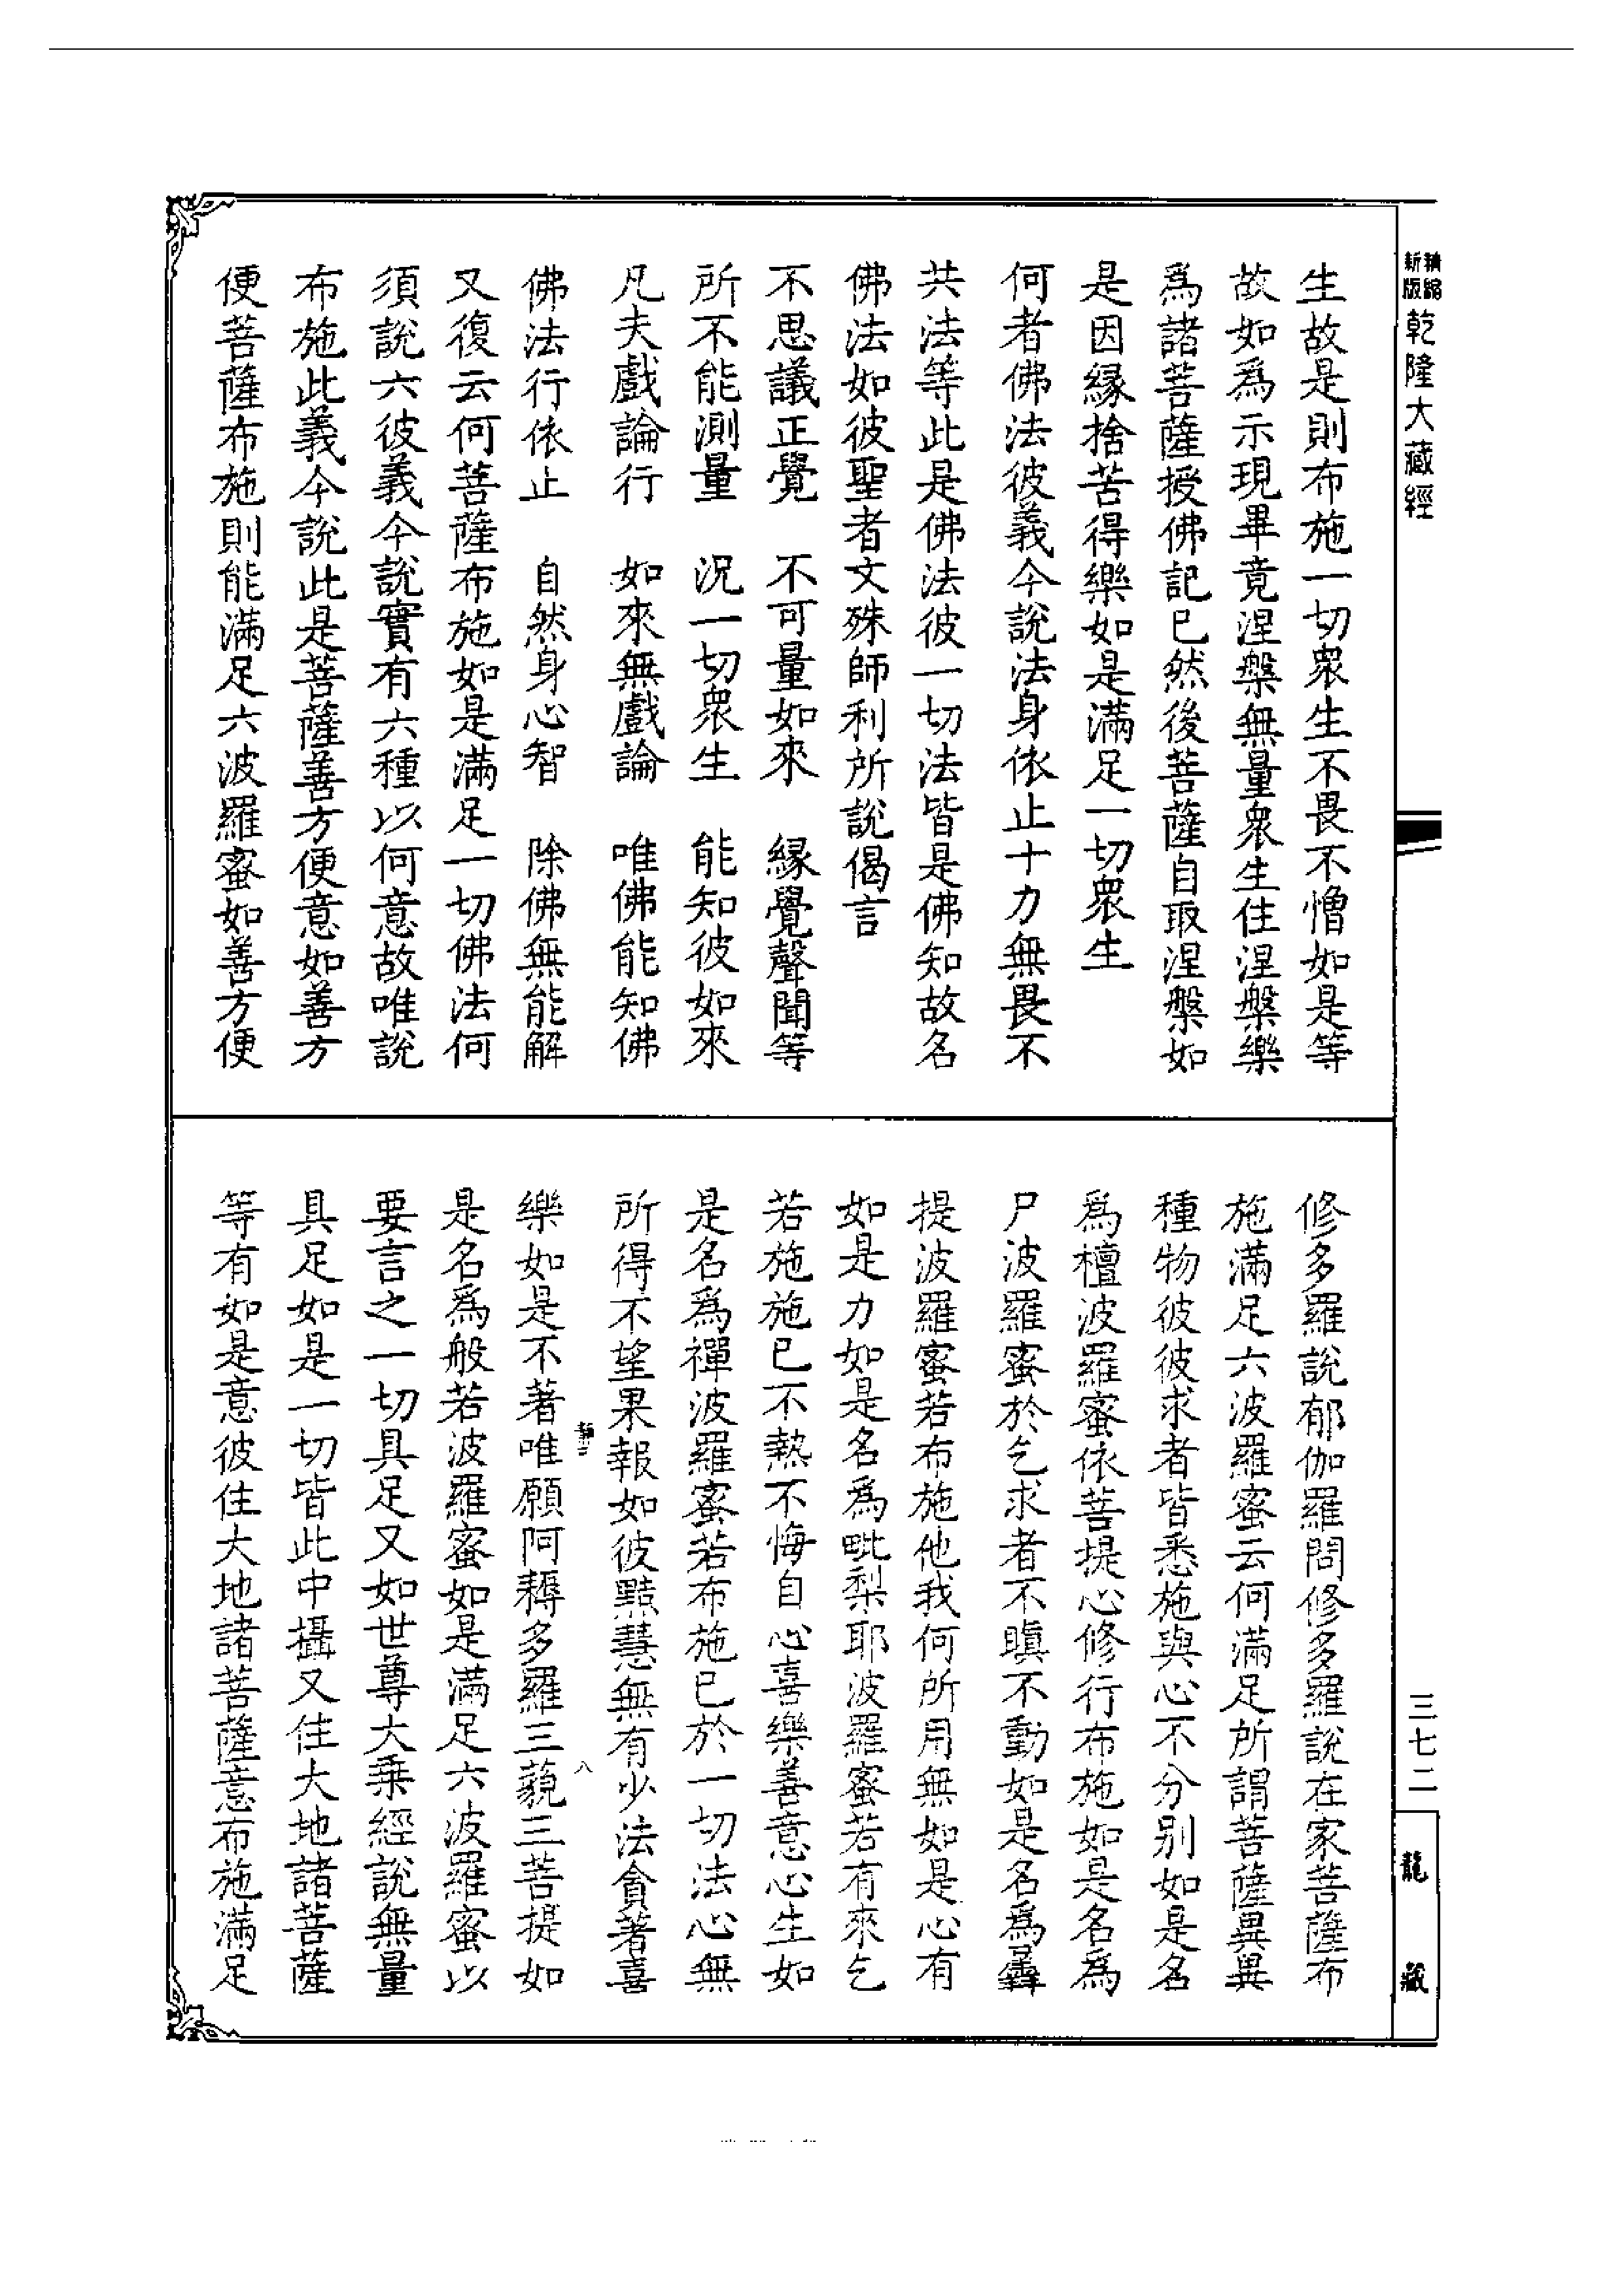 精縮新版乾隆大藏經
生故是則布施一切衆生不畏不憎如是等
故如爲示現畢竟涅槃無量衆生住涅槃樂
爲諸菩薩授佛記已然後菩薩自取涅槃如
是因緣捨苦得樂如是滿足一切衆生
何者佛法彼義今說法身依止十力無畏不
共法等此是佛法彼一切法皆是佛知故名
佛法如彼聖者文殊師利所說偈言
不思議正覺　不可量如來　緣覺聲聞等
所不能測量　況一切衆生　能知彼如來
凡夫戲論行　如來無戲論　唯佛能知佛
佛法行依止　自然身心智　除佛無能解
又復云何菩薩布施如是滿足一切佛法何
須說六彼義今說實有六種以何意故唯說
布施此義今說此是菩薩善方便意如善方
便菩薩布施則能滿足六波羅蜜如善方便
修多羅說郁伽羅問修多羅說在家菩薩布
施滿足六波羅蜜云何滿足所謂菩薩異異
種物彼彼求者皆悉施與心不分別如是名
爲檀波羅蜜依菩提心修行布施如是名爲
尸波羅蜜於乞求者不瞋不動如是名爲羼
提波羅蜜若布施他我何所用無如是心有
如是力如是名爲毗梨耶波羅蜜若有來乞
若施施已不熱不悔自心喜樂善意心生如
是名爲禪波羅蜜若布施已於一切法心無
所得不望果報如彼黠慧無有少法貪著喜
八
樂如是不著唯願阿耨多羅三藐三菩提如
是名爲般若波羅蜜如是滿足六波羅蜜以
要言之一切具足又如世尊大乘經說無量
具足如是一切皆此中攝又住大地諸菩薩
等有如是意彼住大地諸菩薩意布施滿足
三七二
龍藏